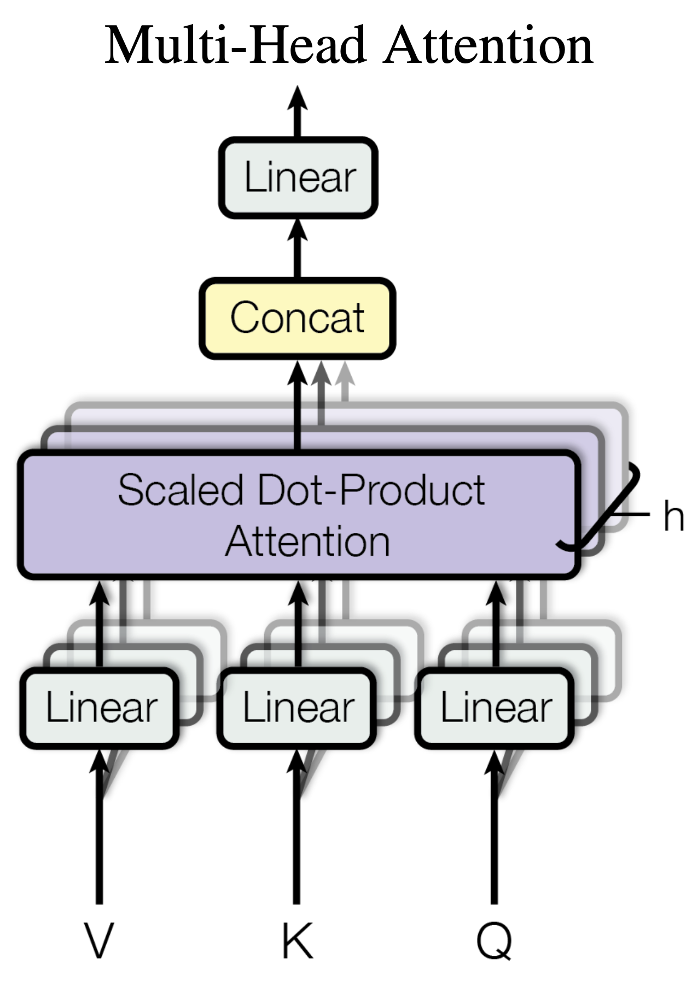 Multi-Head Attention
Linear
Concat
Scaled Dot-Product
Attention
h
Linear Linear Linear
V K Q